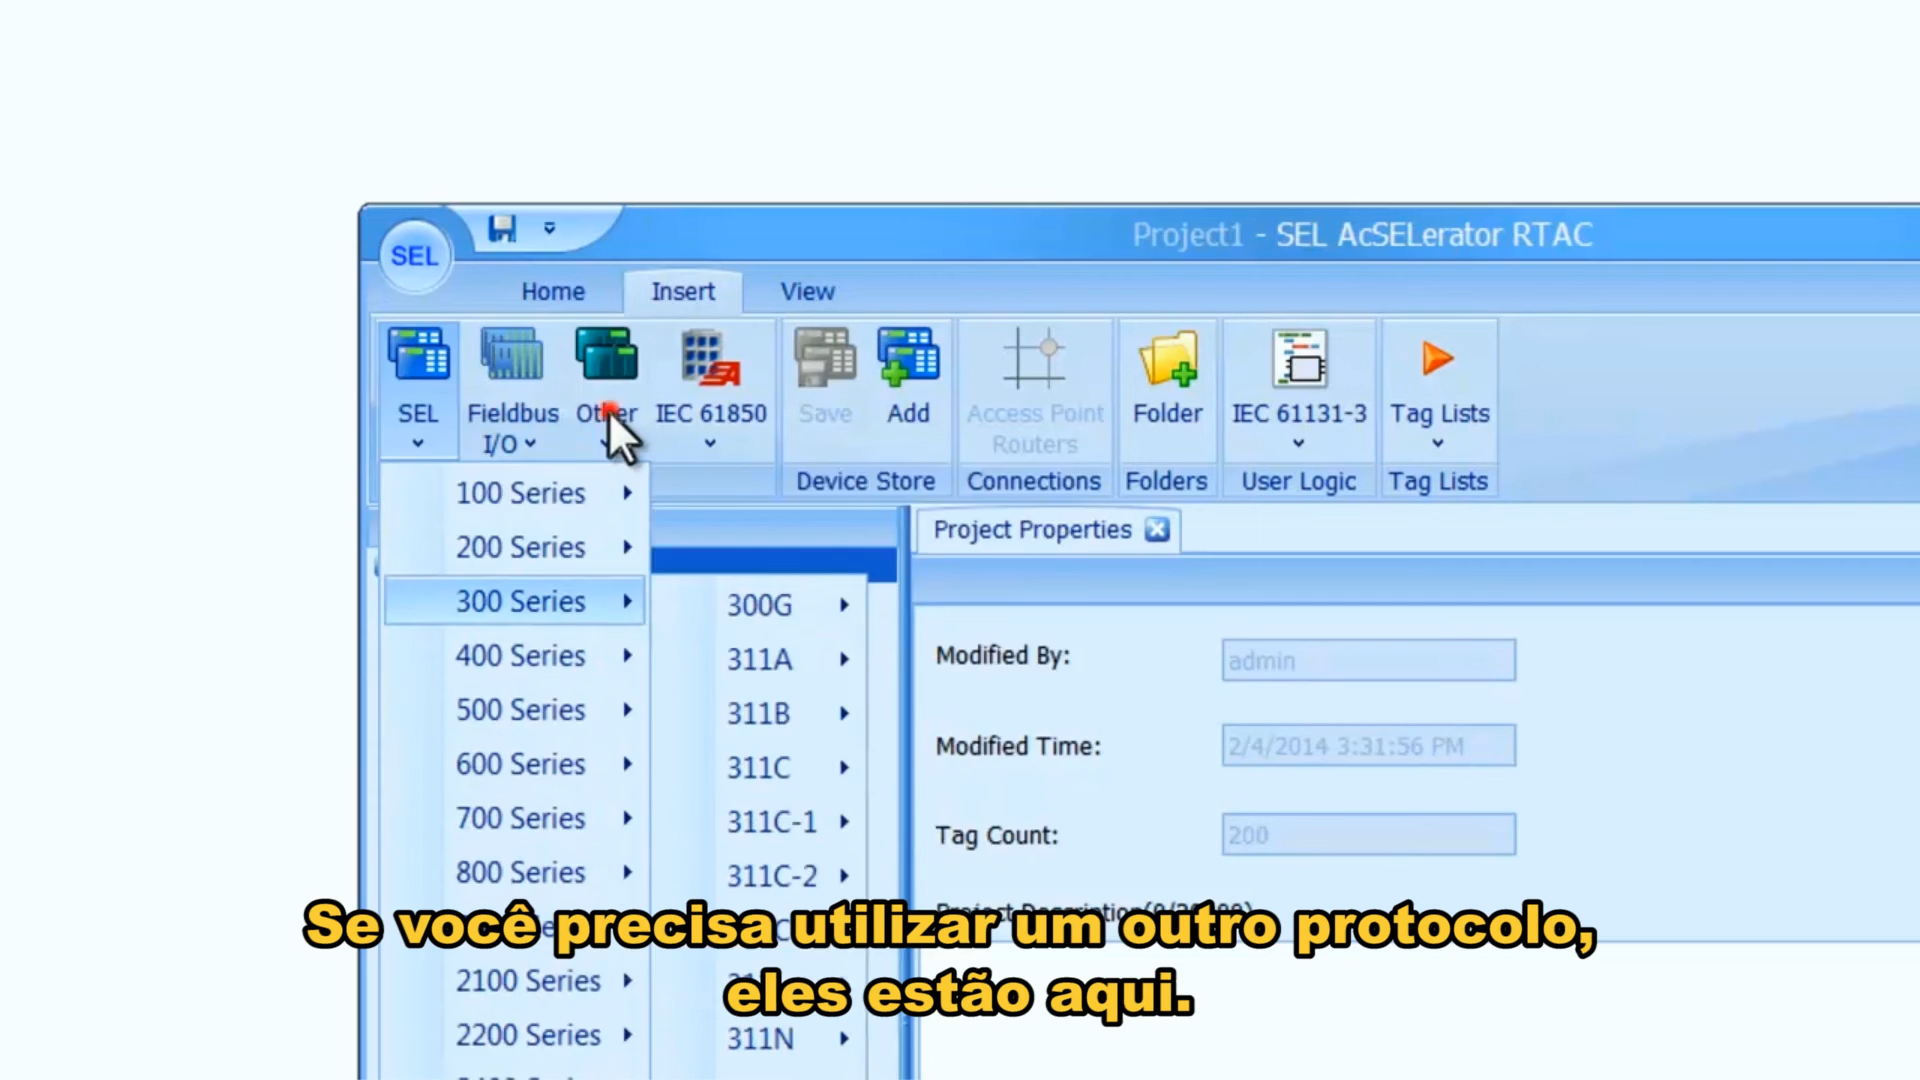 Project1 - SEL AcSELerator RTAC
SEL
Home Insert View
SEL Fieldbus I/O Other IEC 61850 Save Add Access Point Routers Folder IEC 61131-3 Tag Lists
Device Store Connections Folders User Logic Tag Lists
100 Series
200 Series
300 Series
400 Series
500 Series
600 Series
700 Series
800 Series
2100 Series
2200 Series
300G
311A
311B
311C
311C-1
311C-2
311N
Project Properties
Modified By: admin
Modified Time: 2/4/2014 3:31:56 PM
Tag Count: 200
Project Description
Se você precisa utilizar um outro protocolo,
eles estão aqui.